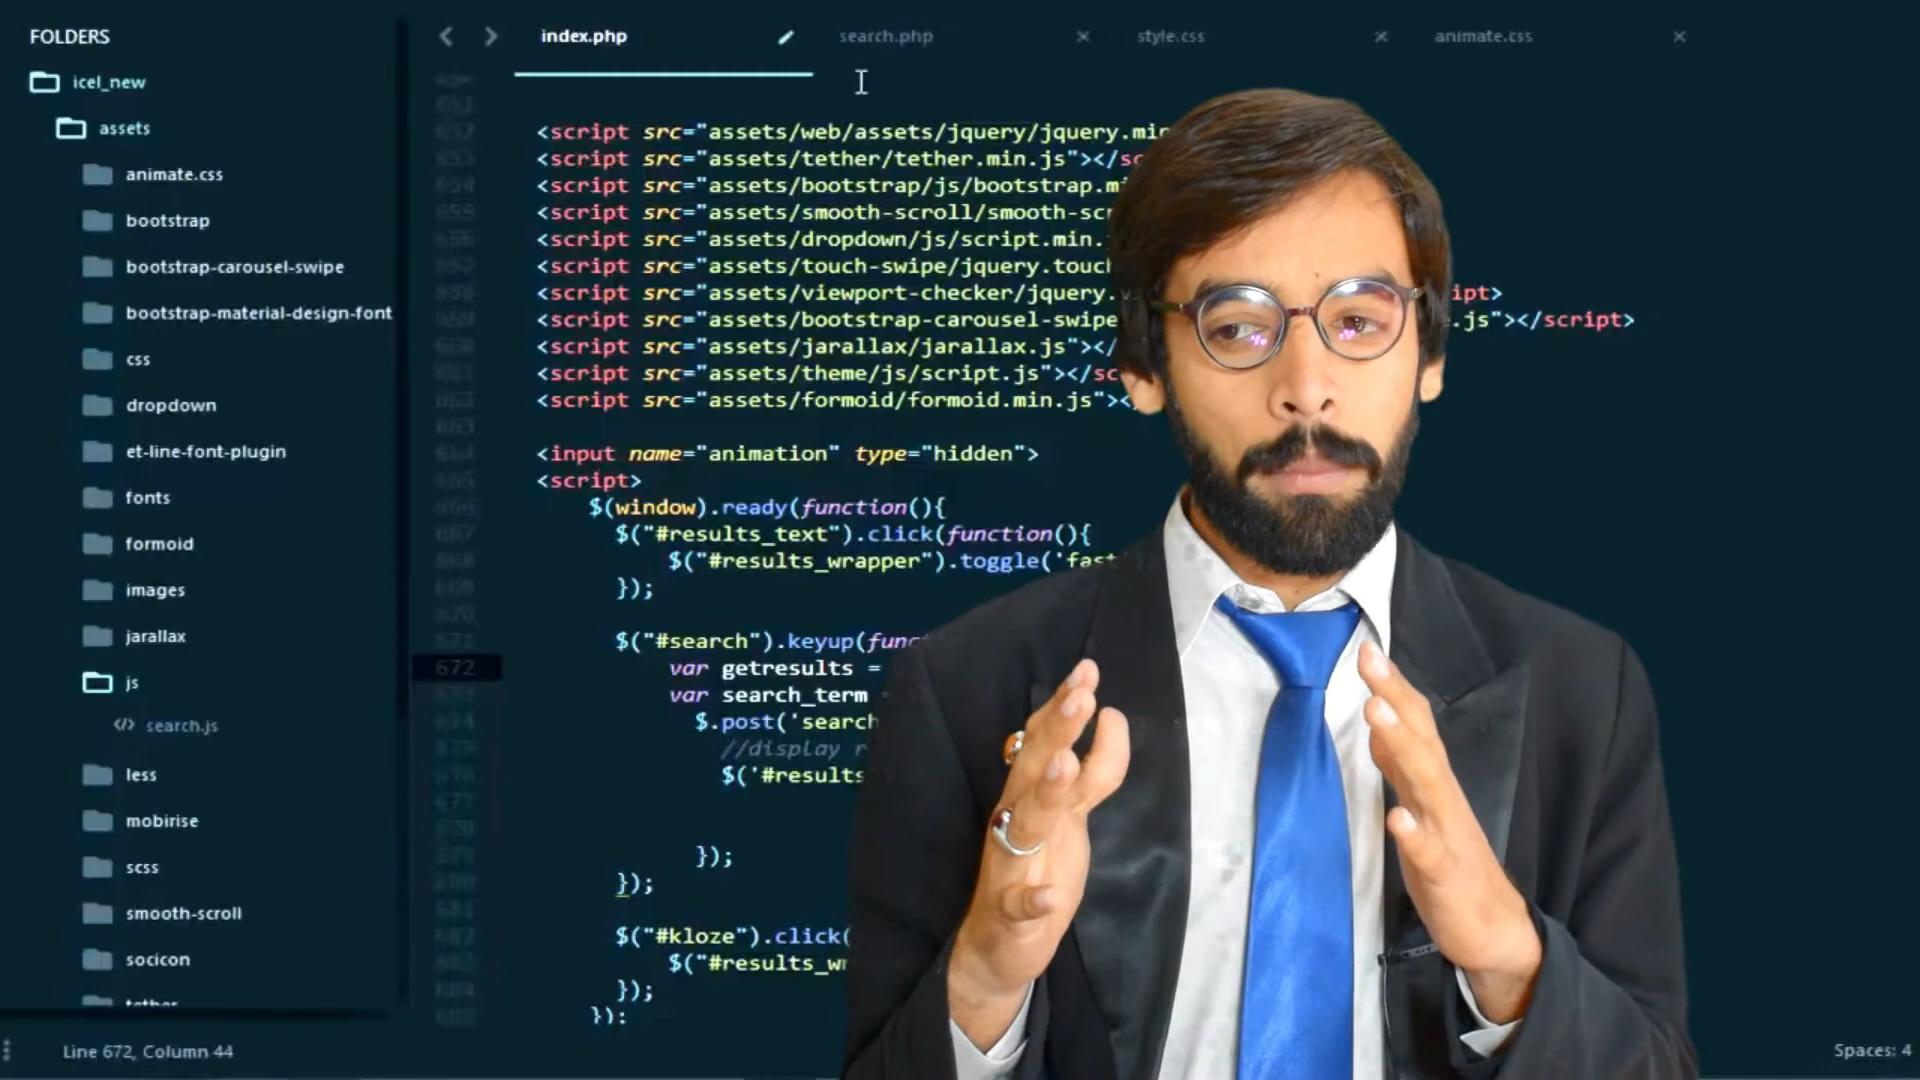 FOLDERS
icel_new
assets
animate.css
bootstrap
bootstrap-carousel-swipe
bootstrap-material-design-font
css
dropdown
et-line-font-plugin
fonts
formoid
images
jarallax
js
</> search.js
less
mobirise
scss
smooth-scroll
socicon
tether
index.php search.php style.css animate.css
<script src="assets/web/assets/jquery/jquery.min
<script src="assets/tether/tether.min.js"></sc
<script src="assets/bootstrap/js/bootstrap.mi
<script src="assets/smooth-scroll/smooth-scr
<script src="assets/dropdown/js/script.min.
<script src="assets/touch-swipe/jquery.touch
<script src="assets/viewport-checker/jquery.v ipt>
<script src="assets/bootstrap-carousel-swipe .js"></script>
<script src="assets/jarallax/jarallax.js"></
<script src="assets/theme/js/script.js"></sc
<script src="assets/formoid/formoid.min.js"><
<input name="animation" type="hidden">
<script>
$(window).ready(function(){
$("#results_text").click(function(){
$("#results_wrapper").toggle('fast
});
$("#search").keyup(func
672 var getresults =
var search_term
$.post('search
//display r
$('#results
});
});
$("#kloze").click(
$("#results_wr
});
});
Line 672, Column 44
Spaces: 4